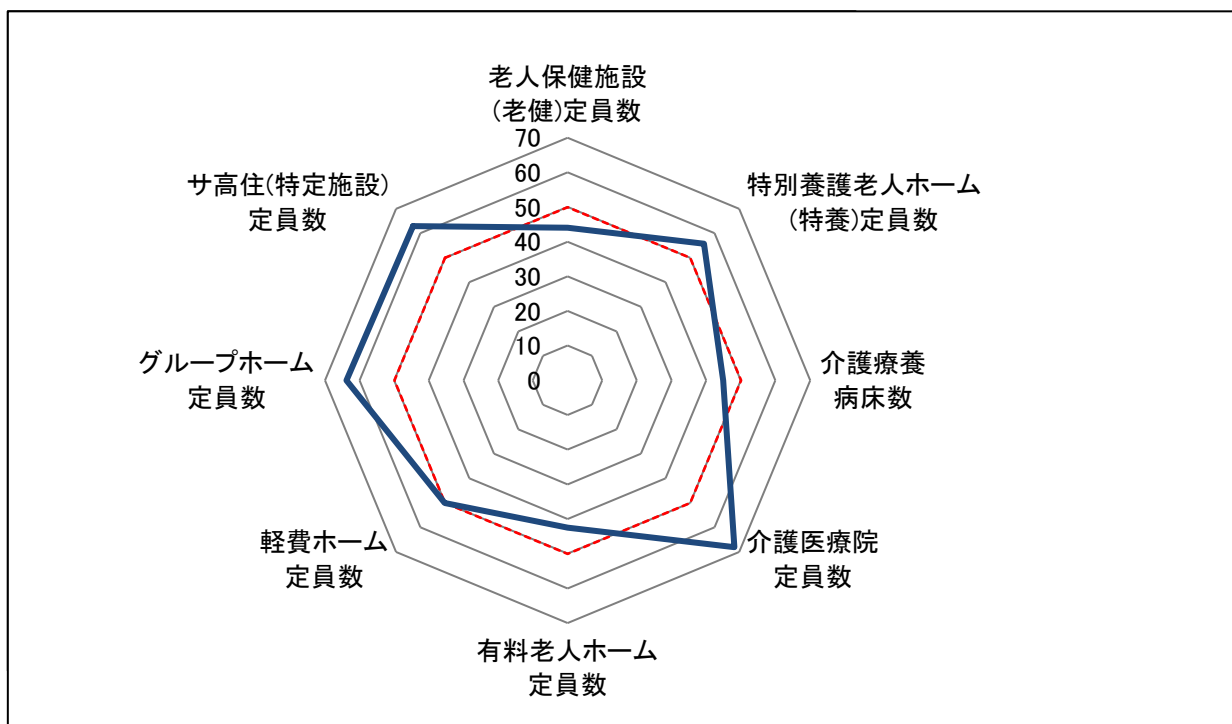 老人保健施設
(老健)定員数
特別養護老人ホーム
(特養)定員数
介護療養
病床数
介護医療院
定員数
有料老人ホーム
定員数
軽費ホーム
定員数
グループホーム
定員数
サ高住(特定施設)
定員数
70
60
50
40
30
20
10
0